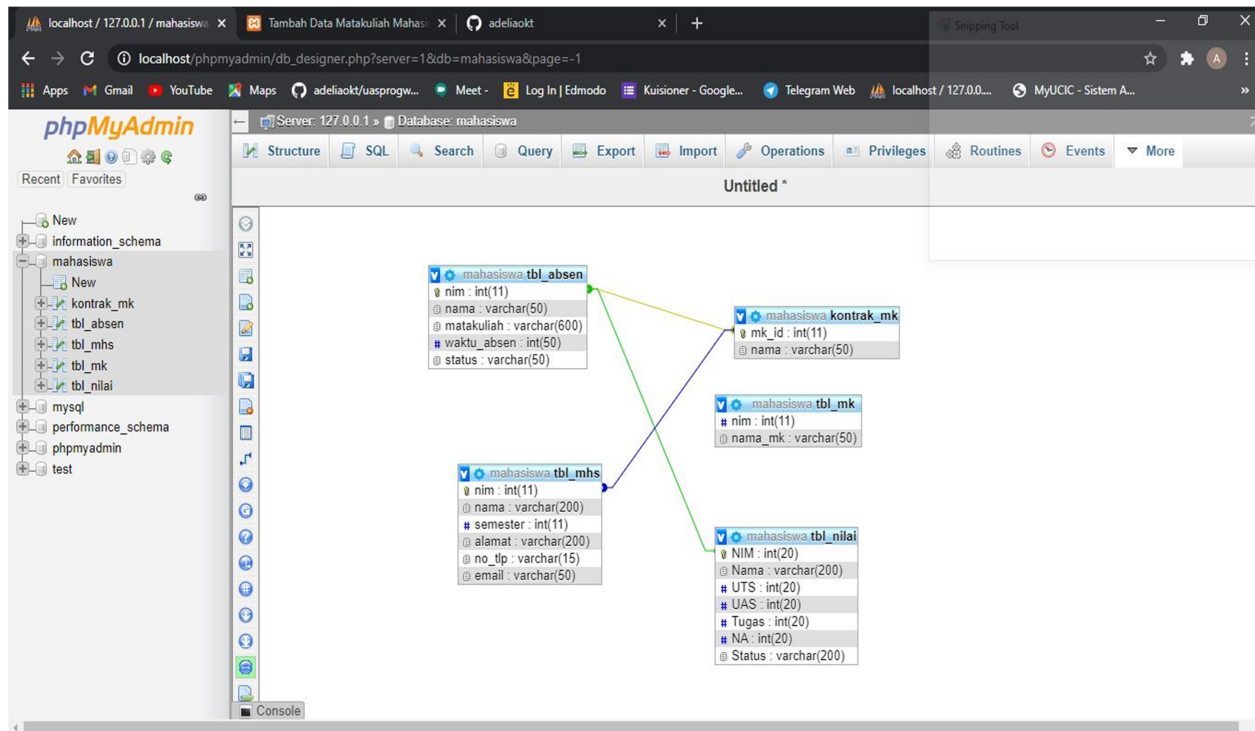 localhost / 127.0.0.1 / mahasiswa
Tambah Data Matakuliah Mahasi
adeliaokt
Snipping Tool
localhost/phpmyadmin/db_designer.php?server=1&db=mahasiswa&page=-1
A
Apps
Gmail
YouTube
Maps
adeliaokt/uasprogw...
Meet -
Log In | Edmodo
Kuisioner - Google...
Telegram Web
localhost / 127.0.0....
MyUCIC - Sistem A...
phpMyAdmin
Recent
Favorites
New
information_schema
mahasiswa
New
kontrak_mk
tbl_absen
tbl_mhs
tbl_mk
tbl_nilai
mysql
performance_schema
phpmyadmin
test
Server: 127.0.0.1 » Database: mahasiswa
Structure
SQL
Search
Query
Export
Import
Operations
Privileges
Routines
Events
More
Untitled *
mahasiswa tbl_absen
nim : int(11)
nama : varchar(50)
matakuliah : varchar(600)
# waktu_absen : int(50)
status : varchar(50)
mahasiswa kontrak_mk
mk_id : int(11)
nama : varchar(50)
mahasiswa tbl_mk
# nim : int(11)
nama_mk : varchar(50)
mahasiswa tbl_mhs
nim : int(11)
nama : varchar(200)
# semester : int(11)
alamat : varchar(200)
no_tlp : varchar(15)
email : varchar(50)
mahasiswa tbl_nilai
NIM : int(20)
Nama : varchar(200)
# UTS : int(20)
# UAS : int(20)
# Tugas : int(20)
# NA : int(20)
Status : varchar(200)
Console